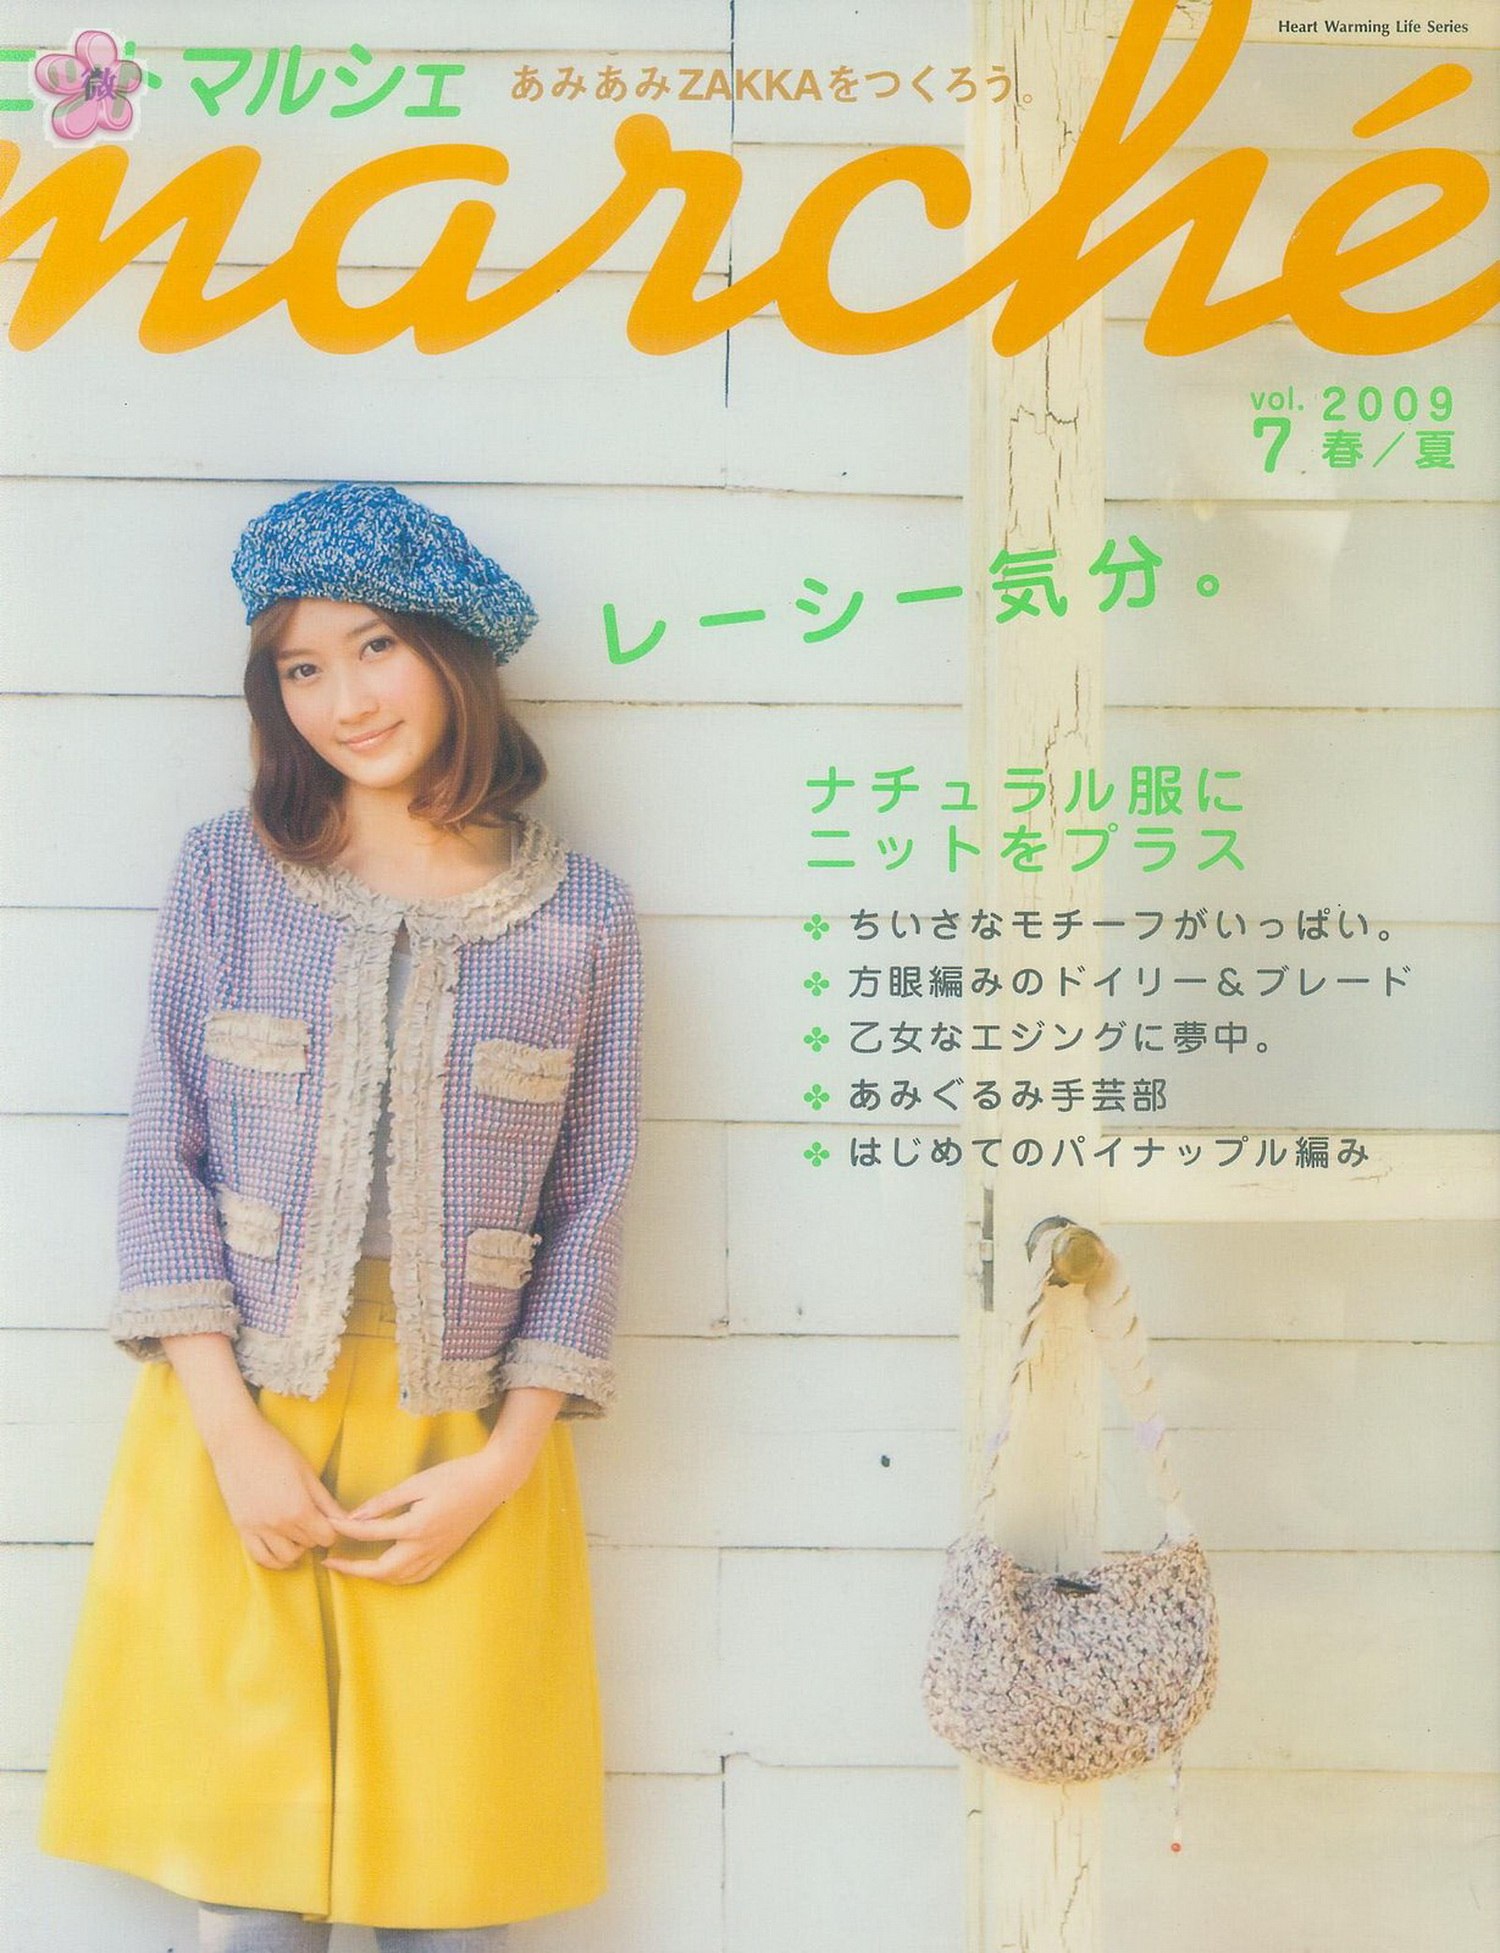 Heart Warming Life Series
ニットマルシェ
あみあみZAKKAをつくろう。
marché
vol. 7
2009
春／夏
レーシー気分。
ナチュラル服に
ニットをプラス
ちいさなモチーフがいっぱい。
方眼編みのドイリー＆ブレード
乙女なエジングに夢中。
あみぐるみ手芸部
はじめてのパイナップル編み